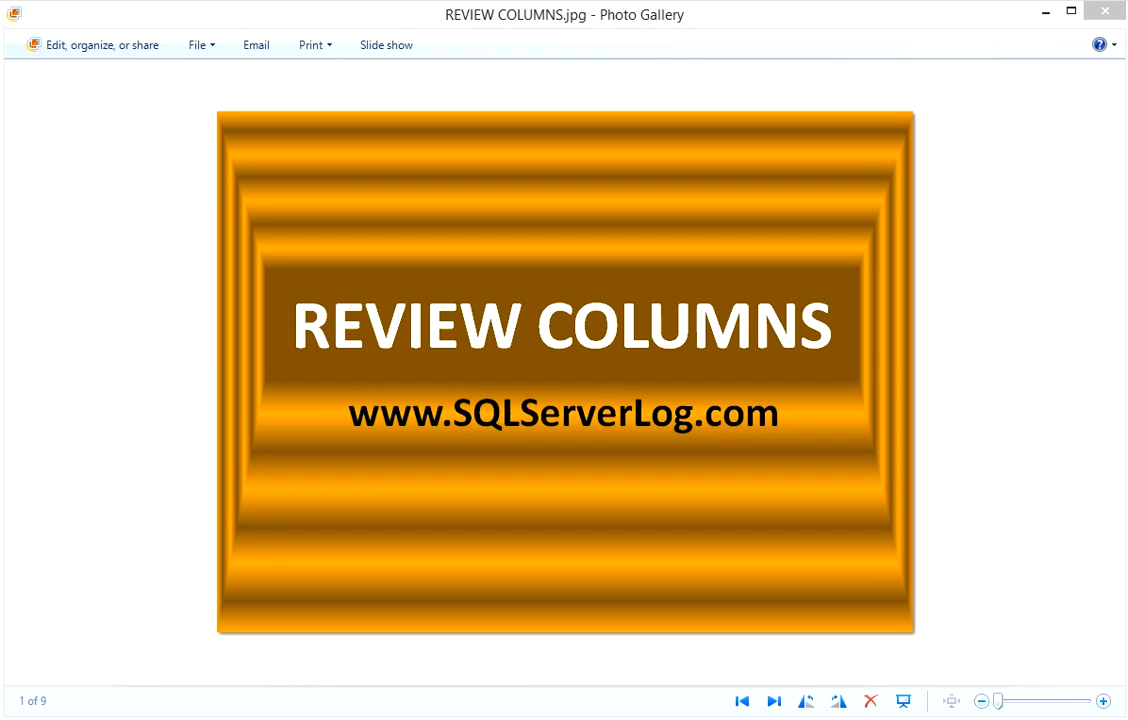 REVIEW COLUMNS.jpg - Photo Gallery
Edit, organize, or share File Email Print Slide show
REVIEW COLUMNS
www.SQLServerLog.com
1 of 9